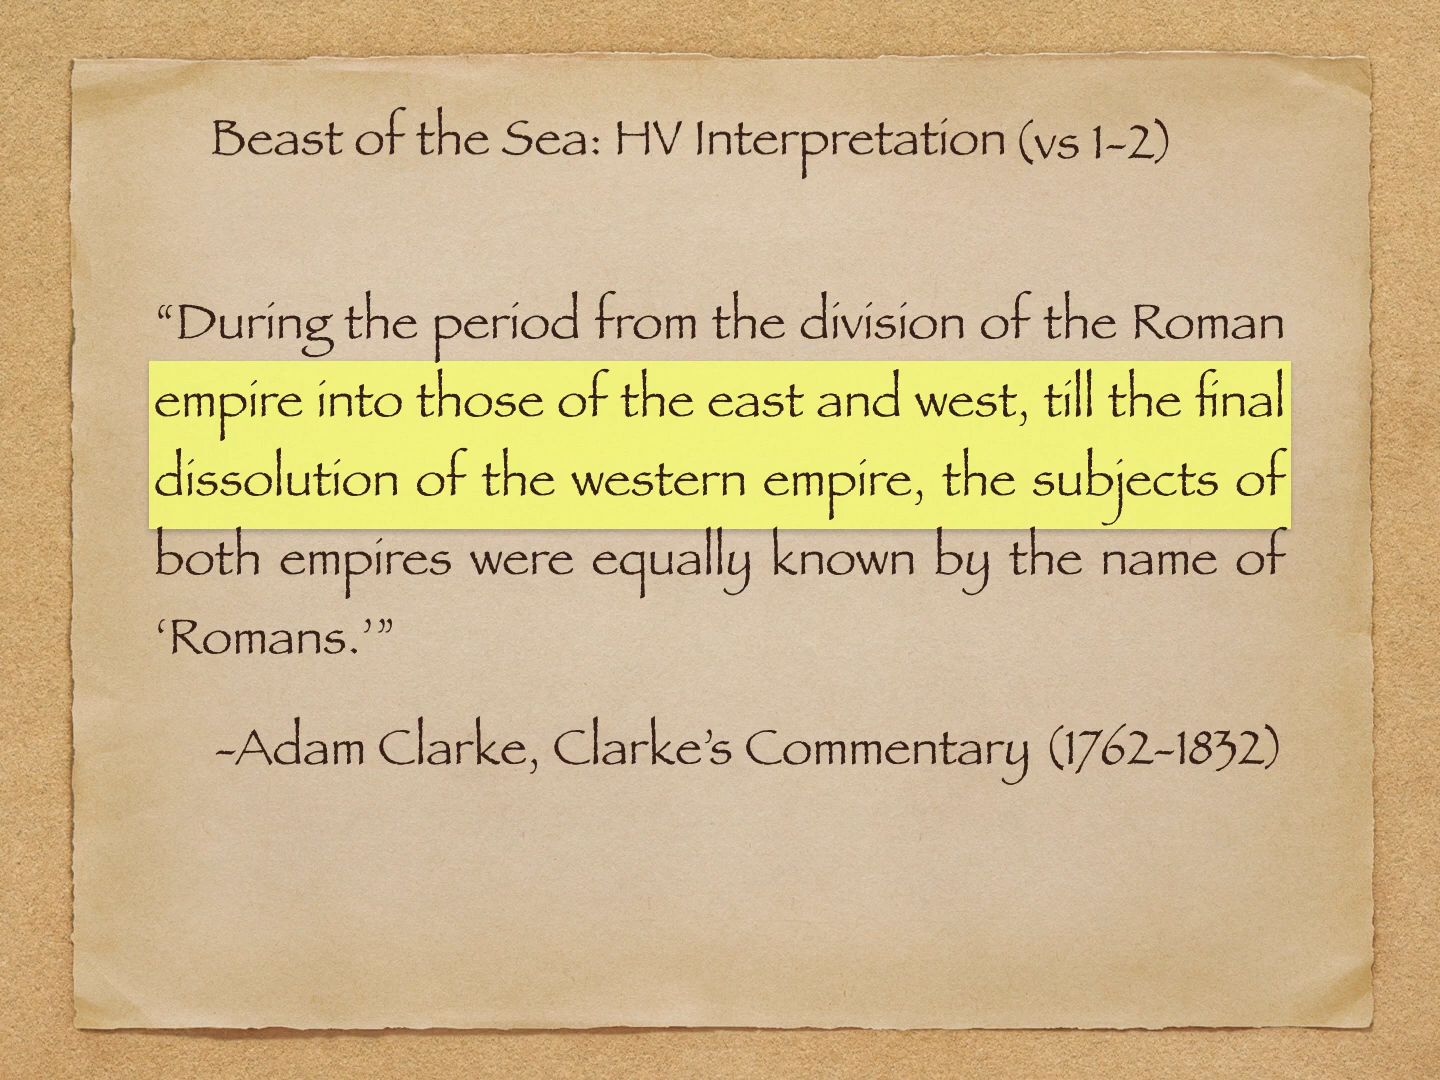 Beast of the Sea: HV Interpretation (vs 1-2)
“During the period from the division of the Roman
empire into those of the east and west, till the final
dissolution of the western empire, the subjects of
both empires were equally known by the name of
‘Romans.’”
-Adam Clarke, Clarke’s Commentary (1762-1832)